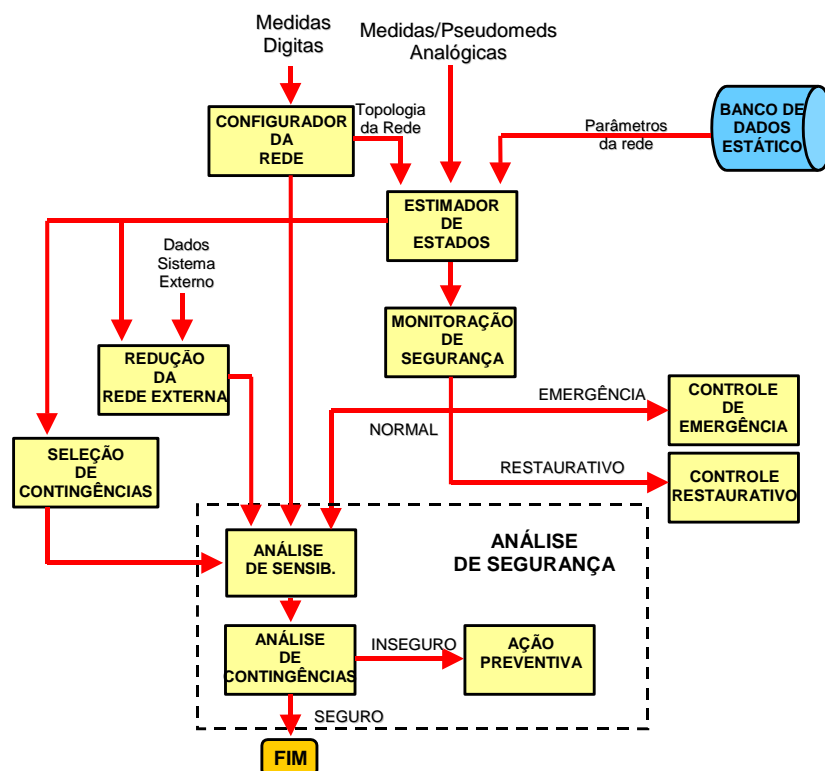 Medidas
Digitas
Medidas/Pseudomeds
Analógicas
CONFIGURADOR
DA
REDE
Topologia
da Rede
Parâmetros
da rede
BANCO DE
DADOS
ESTÁTICO
ESTIMADOR
DE
ESTADOS
Dados
Sistema
Externo
MONITORAÇÃO
DE
SEGURANÇA
REDUÇÃO
DA
REDE EXTERNA
EMERGÊNCIA
CONTROLE
DE
EMERGÊNCIA
NORMAL
SELEÇÃO
DE
CONTINGÊNCIAS
RESTAURATIVO
CONTROLE
RESTAURATIVO
ANÁLISE
DE SENSIB.
ANÁLISE
DE SEGURANÇA
ANÁLISE
DE
CONTINGÊNCIAS
INSEGURO
AÇÃO
PREVENTIVA
SEGURO
FIM